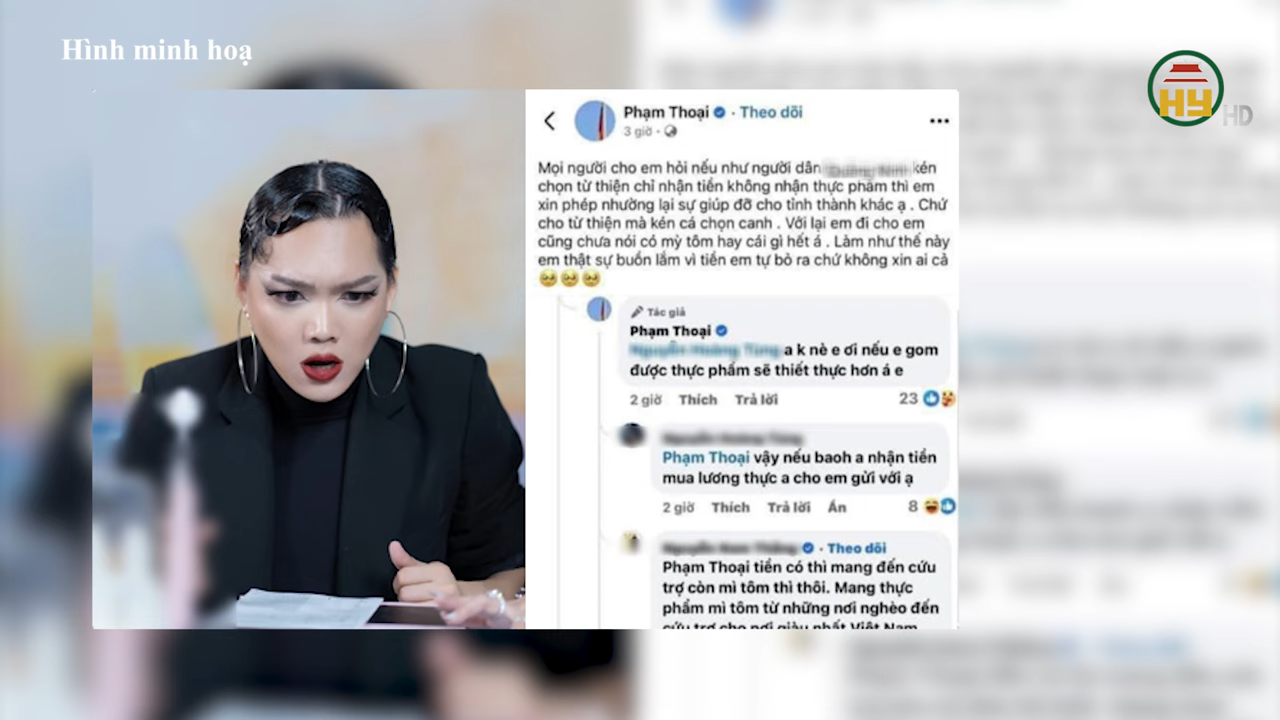 Hình minh hoạ
HY HD
Phạm Thoại · Theo dõi
3 giờ ·
Mọi người cho em hỏi nếu như người dân kén
chọn từ thiện chỉ nhận tiền không nhận thực phẩm thì em
xin phép nhường lại sự giúp đỡ cho tỉnh thành khác ạ . Chứ
cho từ thiện mà kén cá chọn canh . Với lại em đi cho em
cũng chưa nói có mỳ tôm hay cái gì hết á . Làm như thế này
em thật sự buồn lắm vì tiền em tự bỏ ra chứ không xin ai cả
🥹🥹🥹
Tác giả
Phạm Thoại
a k nè e ơi nếu e gom
được thực phẩm sẽ thiết thực hơn á e
2 giờ Thích Trả lời 23
Phạm Thoại vậy nếu baoh a nhận tiền
mua lương thực a cho em gửi với ạ
2 giờ Thích Trả lời Ẩn 8
· Theo dõi
Phạm Thoại tiền có thì mang đến cứu
trợ còn mì tôm thì thôi. Mang thực
phẩm mì tôm từ những nơi nghèo đến
cứu trợ cho nơi giàu nhất Việt Nam